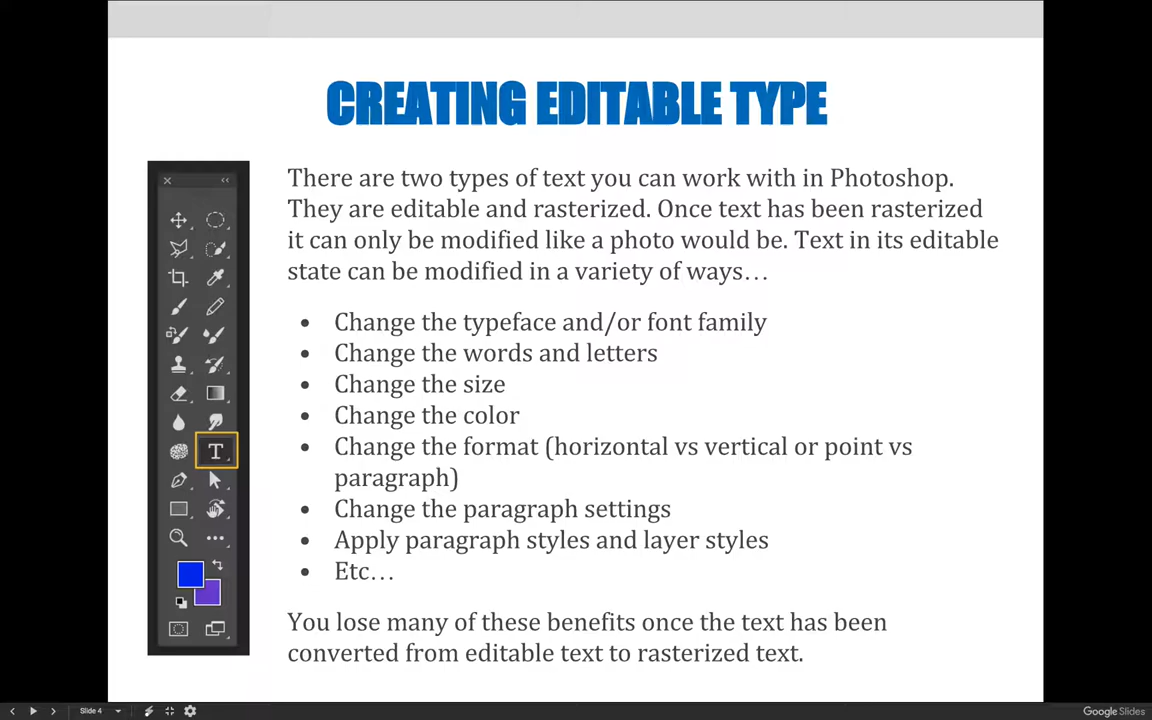 CREATING EDITABLE TYPE
There are two types of text you can work with in Photoshop.
They are editable and rasterized. Once text has been rasterized
it can only be modified like a photo would be. Text in its editable
state can be modified in a variety of ways…
• Change the typeface and/or font family
• Change the words and letters
• Change the size
• Change the color
• Change the format (horizontal vs vertical or point vs
paragraph)
• Change the paragraph settings
• Apply paragraph styles and layer styles
• Etc…
You lose many of these benefits once the text has been
converted from editable text to rasterized text.
Slide 4
Google Slides